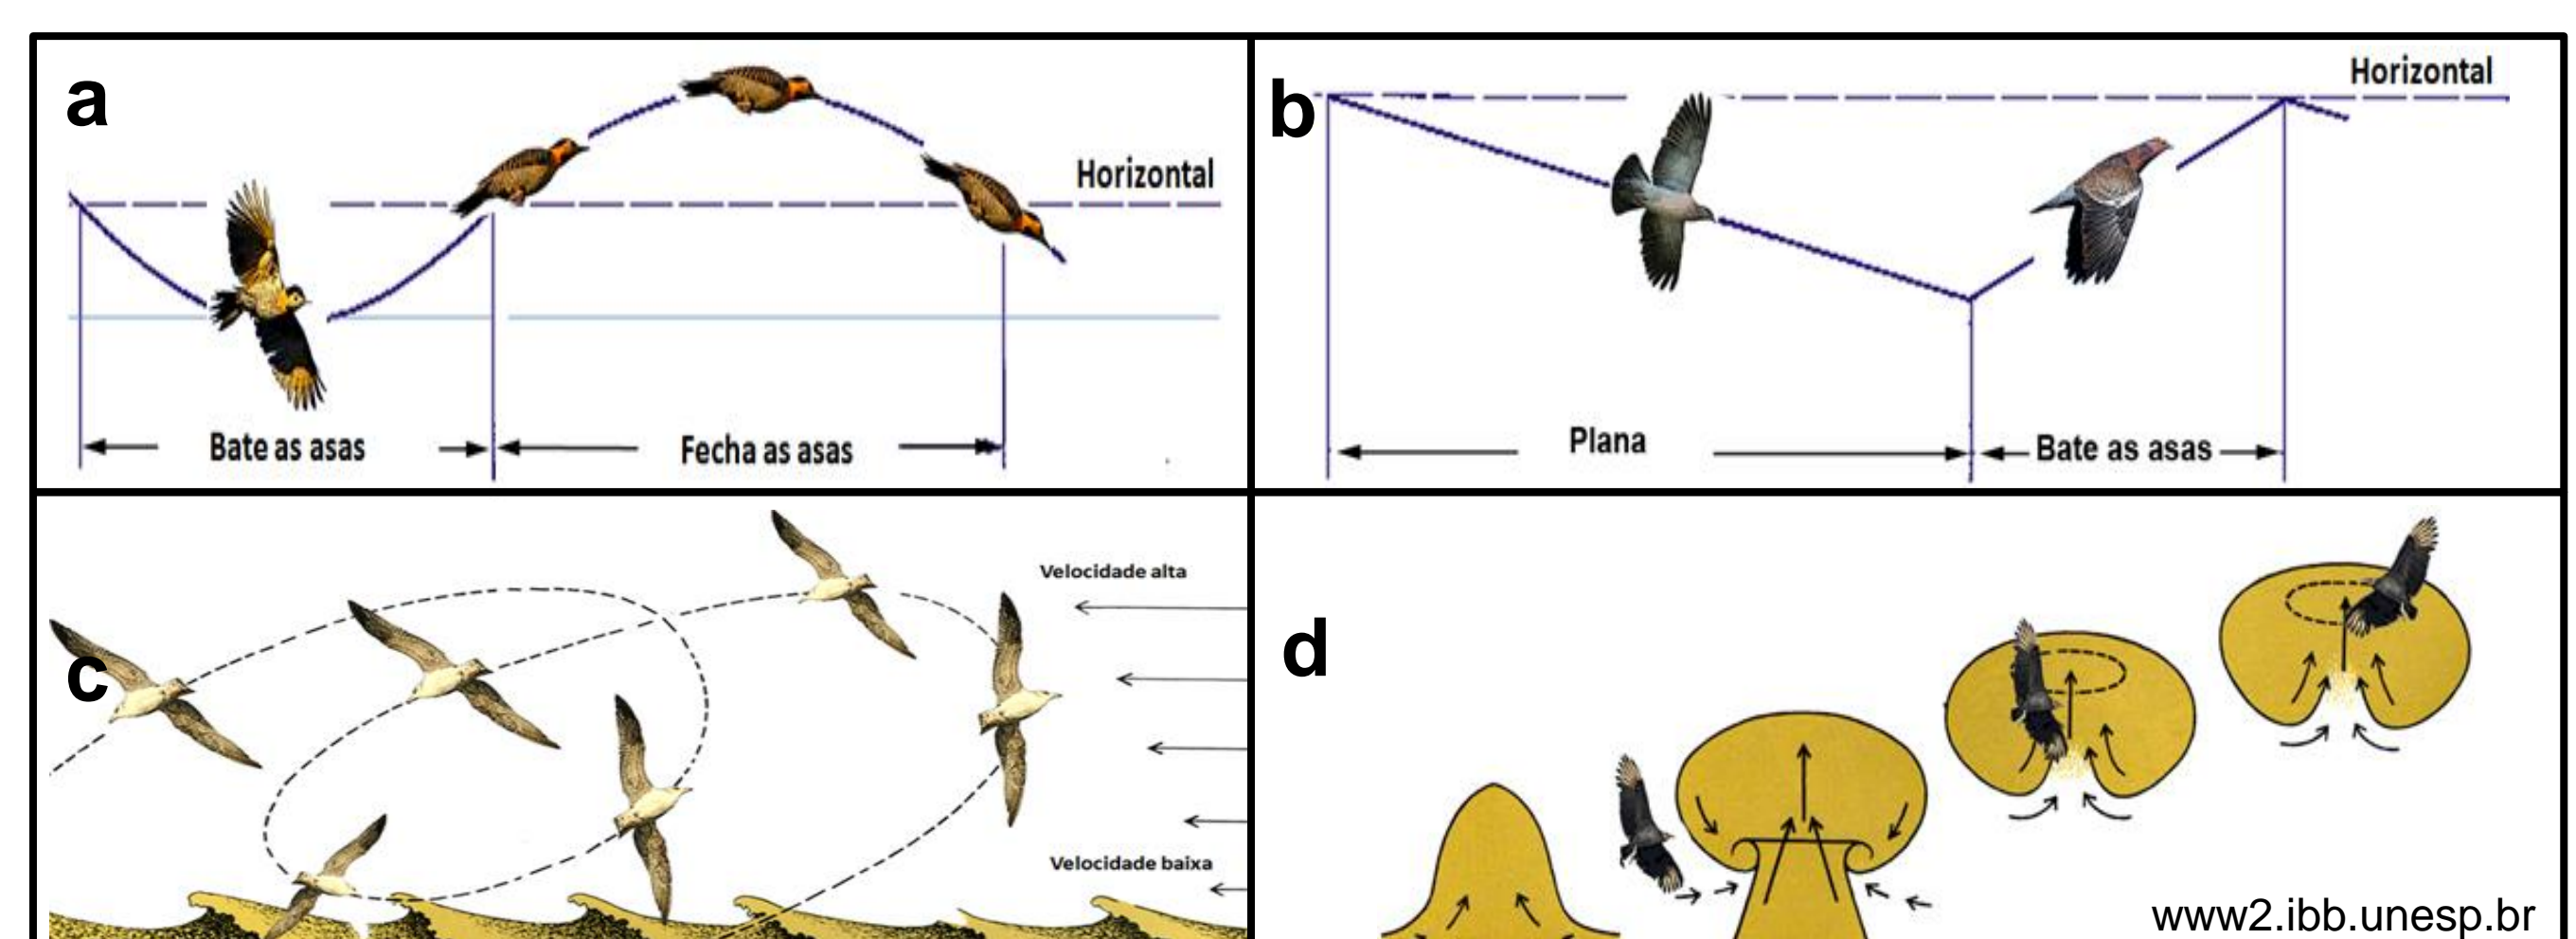 a
Horizontal
Bate as asas
Fecha as asas
b
Horizontal
Plana
Bate as asas
c
Velocidade alta
Velocidade baixa
d
www2.ibb.unesp.br